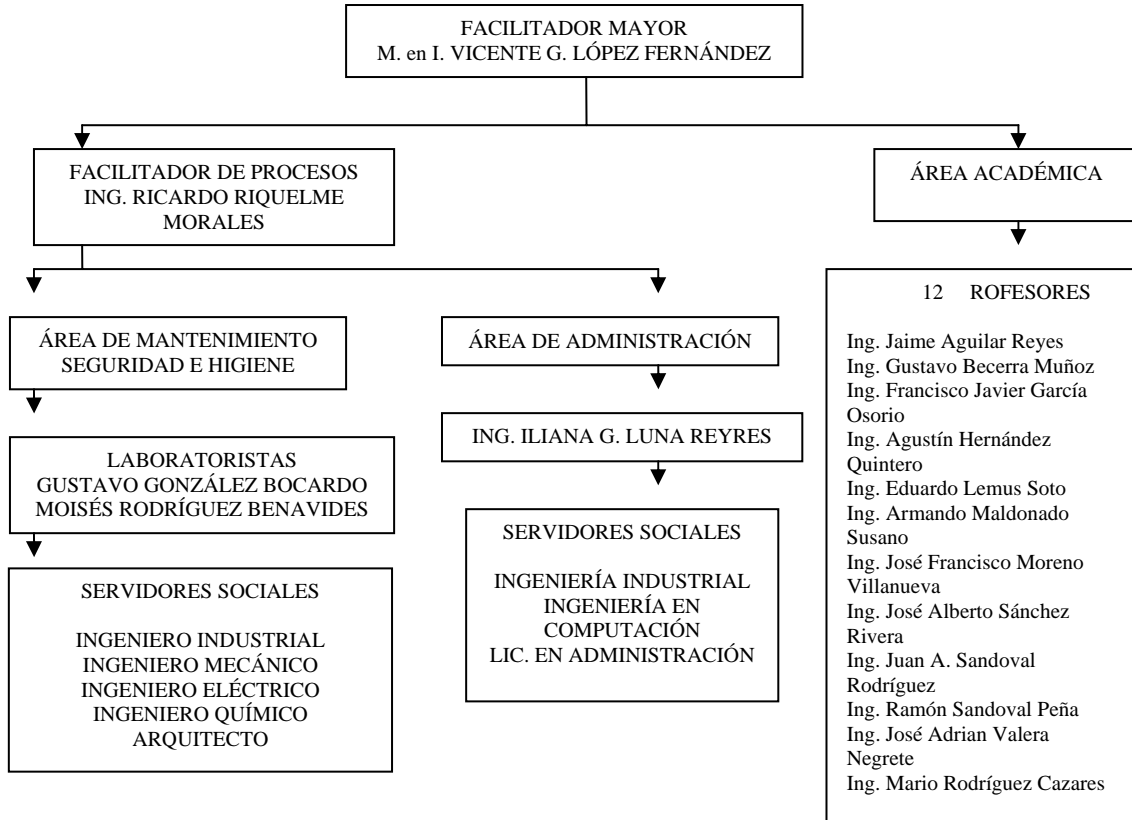 FACILITADOR MAYOR
M. en I. VICENTE G. LÓPEZ FERNÁNDEZ
FACILITADOR DE PROCESOS
ING. RICARDO RIQUELME
MORALES
ÁREA ACADÉMICA
ÁREA DE MANTENIMIENTO
SEGURIDAD E HIGIENE
ÁREA DE ADMINISTRACIÓN
LABORATORISTAS
GUSTAVO GONZÁLEZ BOCARDO
MOISÉS RODRÍGUEZ BENAVIDES
ING. ILIANA G. LUNA REYRES
SERVIDORES SOCIALES
INGENIERO INDUSTRIAL
INGENIERO MECÁNICO
INGENIERO ELÉCTRICO
INGENIERO QUÍMICO
ARQUITECTO
SERVIDORES SOCIALES
INGENIERÍA INDUSTRIAL
INGENIERÍA EN
COMPUTACIÓN
LIC. EN ADMINISTRACIÓN
12 ROFESORES
Ing. Jaime Aguilar Reyes
Ing. Gustavo Becerra Muñoz
Ing. Francisco Javier García
Osorio
Ing. Agustín Hernández
Quintero
Ing. Eduardo Lemus Soto
Ing. Armando Maldonado
Susano
Ing. José Francisco Moreno
Villanueva
Ing. José Alberto Sánchez
Rivera
Ing. Juan A. Sandoval
Rodríguez
Ing. Ramón Sandoval Peña
Ing. José Adrian Valera
Negrete
Ing. Mario Rodríguez Cazares